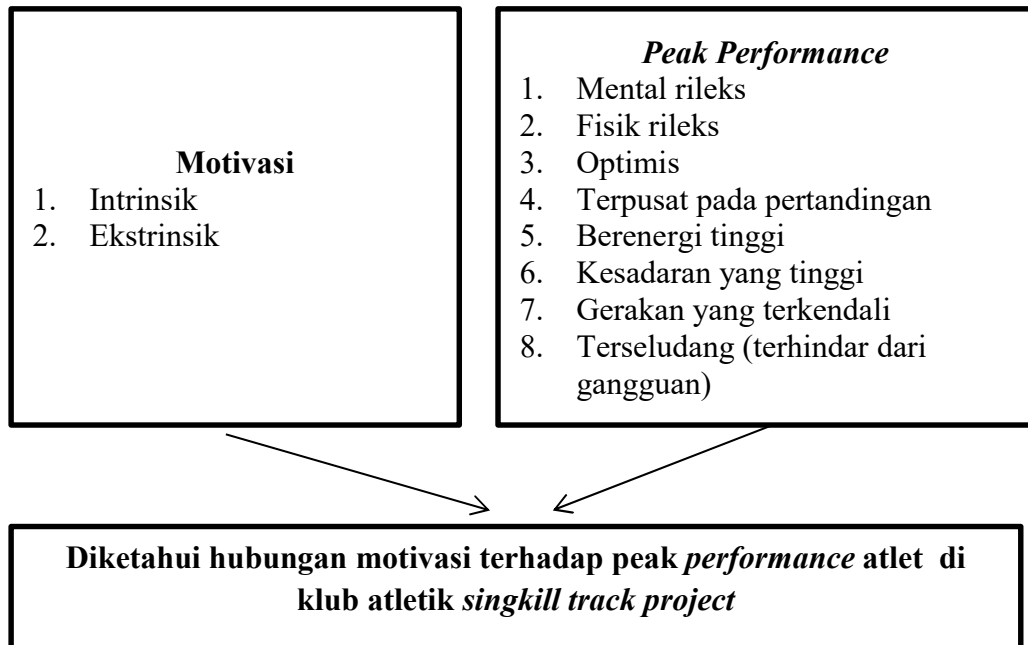 Motivasi
1. Intrinsik
2. Ekstrinsik
Peak Performance
1. Mental rileks
2. Fisik rileks
3. Optimis
4. Terpusat pada pertandingan
5. Berenergi tinggi
6. Kesadaran yang tinggi
7. Gerakan yang terkendali
8. Terseludang (terhindar dari
gangguan)
Diketahui hubungan motivasi terhadap peak performance atlet di
klub atletik singkill track project